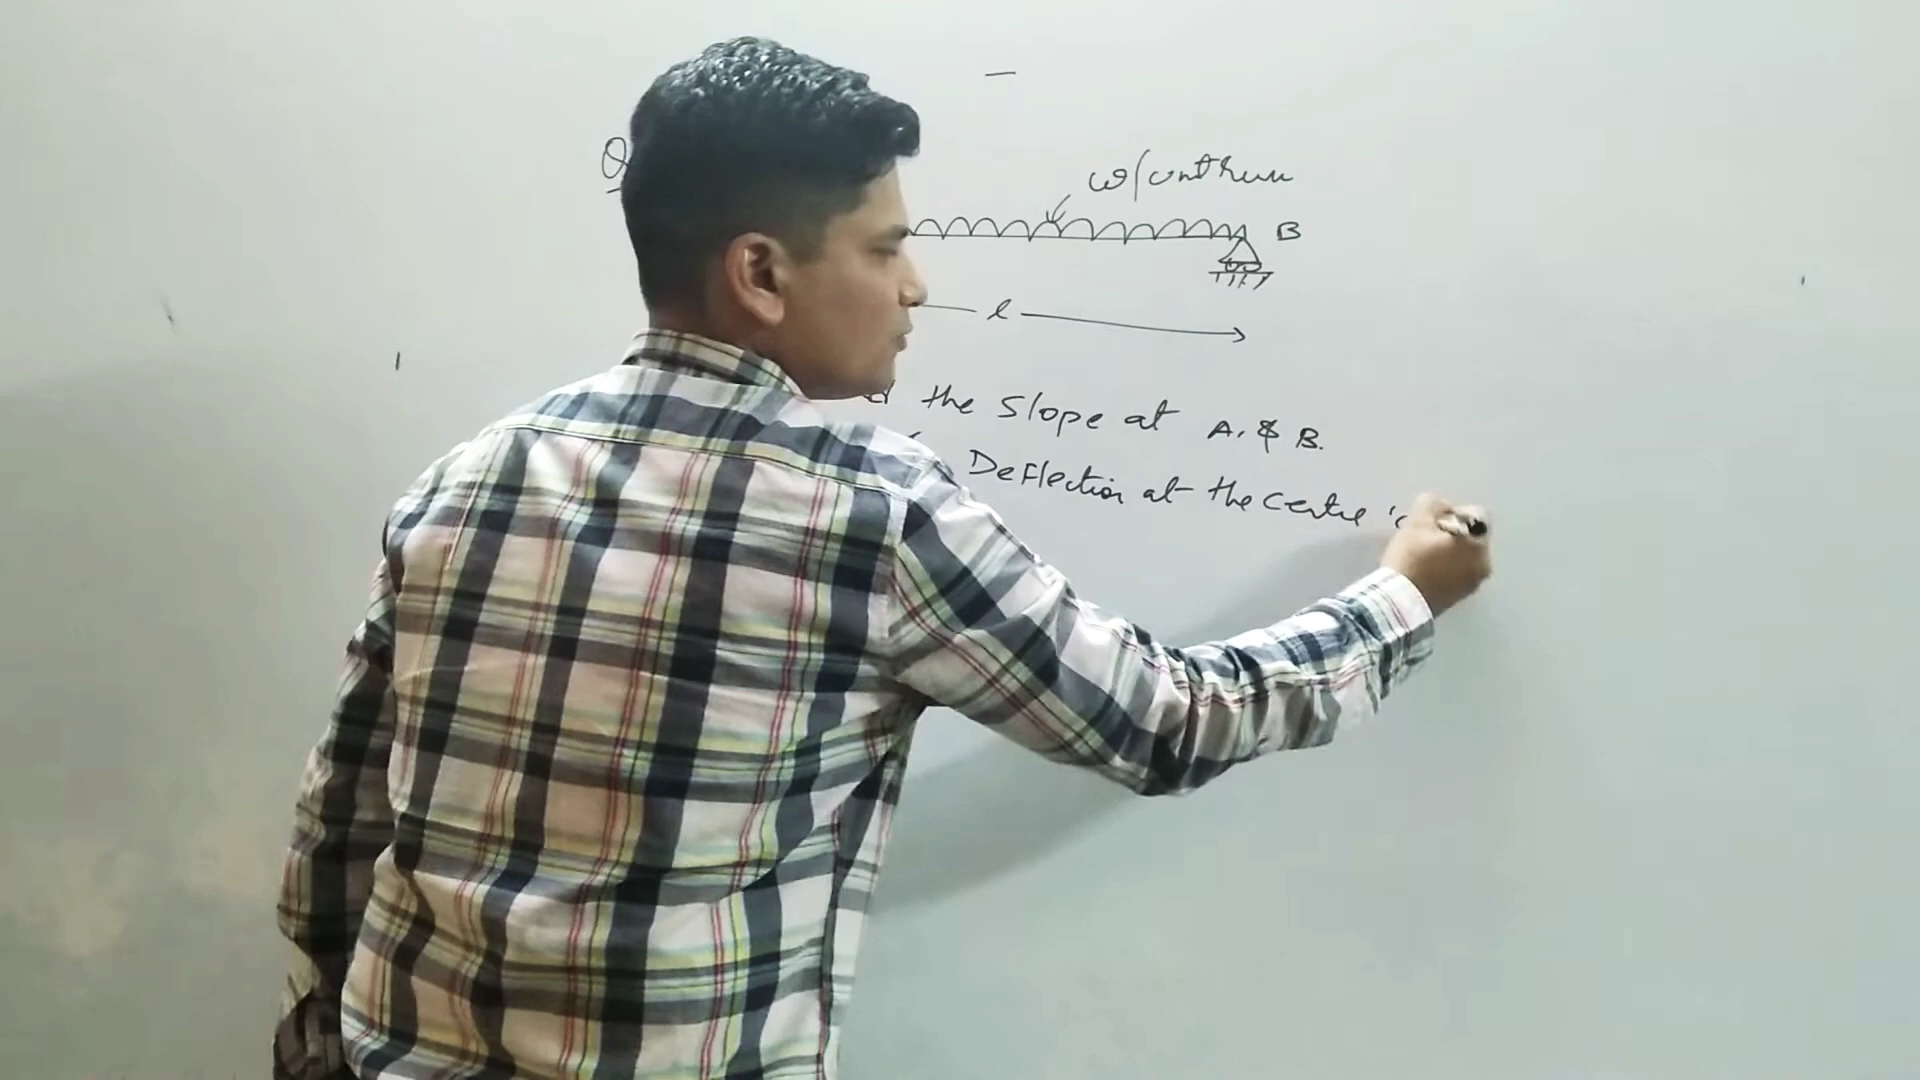 Q
w/unit run
B
l
the Slope at A. & B.
Deflection at the centre 'c